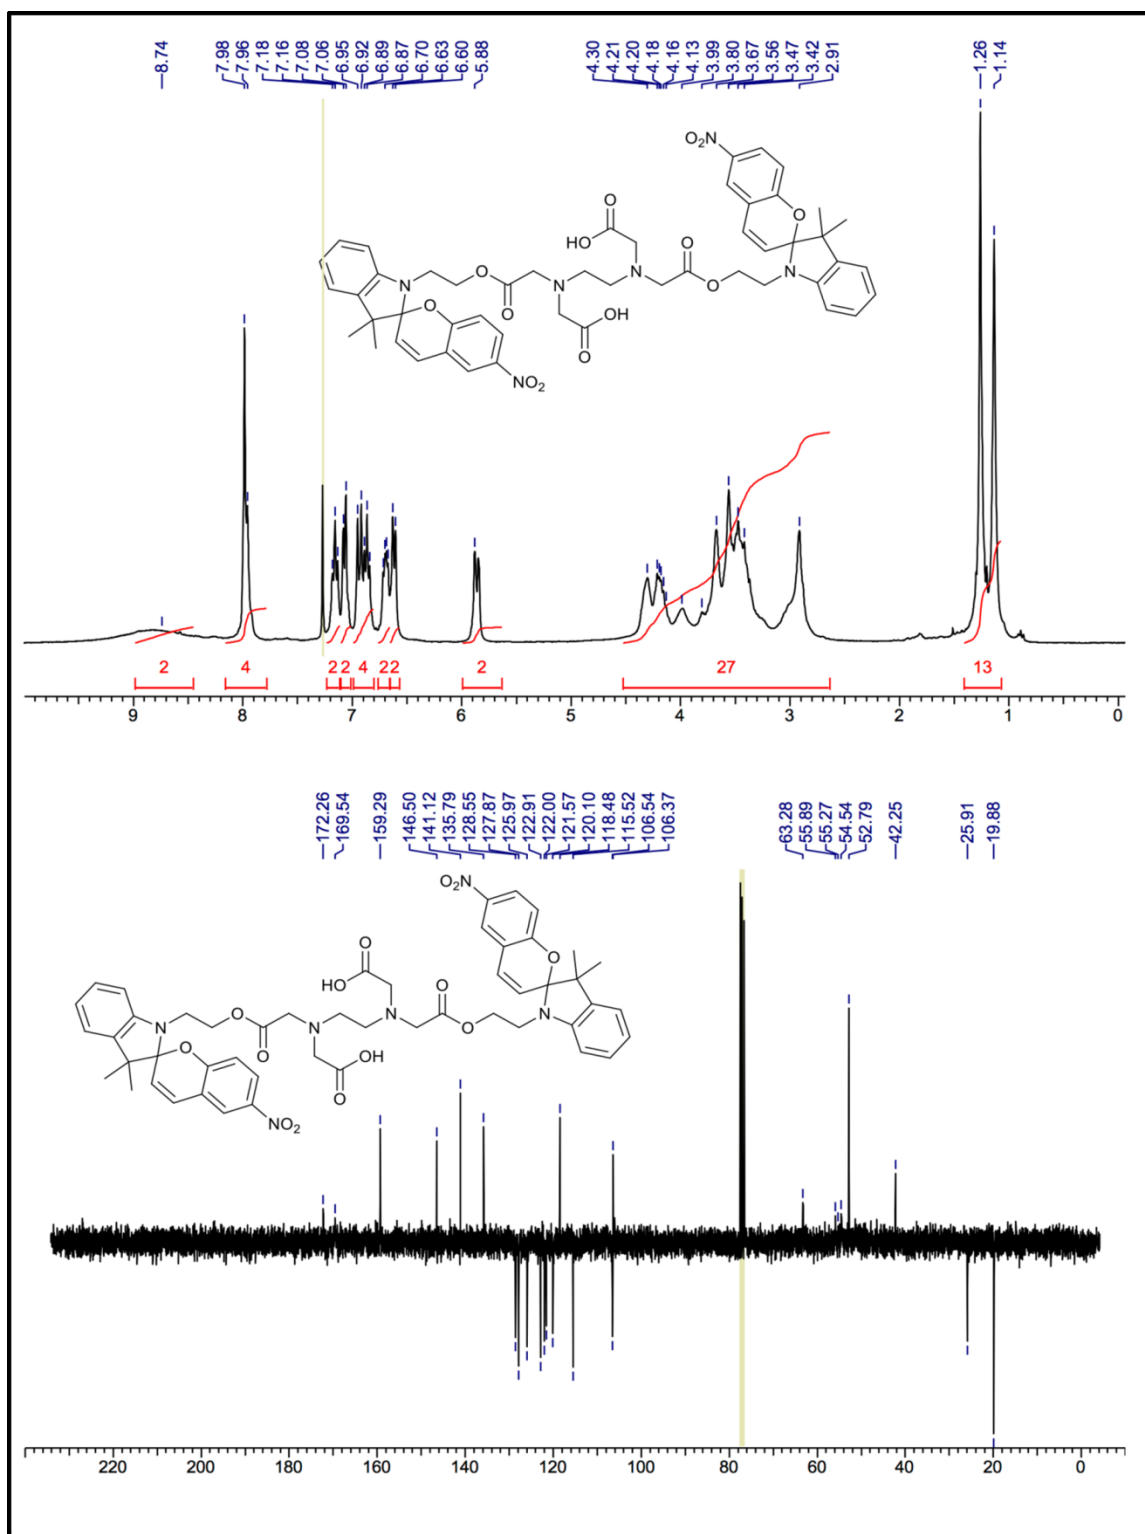 8.74
7.98
7.96
7.18
7.16
7.08
7.06
6.95
6.92
6.89
6.87
6.70
6.63
6.60
5.88
4.30
4.21
4.20
4.18
4.16
4.13
3.99
3.80
3.67
3.56
3.47
3.42
2.91
1.26
1.14
O₂N
O
O
HO
O
N
O
N
O
N
O
N
O
O
OH
O
NO₂
2 4 2 2 4 2 2 2 27 13
9 8 7 6 5 4 3 2 1 0
172.26
169.54
159.29
146.50
141.12
135.79
128.55
127.87
125.97
122.91
122.00
121.57
120.10
118.48
115.52
106.54
106.37
63.28
55.89
55.27
54.54
52.79
42.25
25.91
19.88
O₂N
O
O
HO
O
N
O
N
O
N
O
N
O
O
OH
O
NO₂
220 200 180 160 140 120 100 80 60 40 20 0